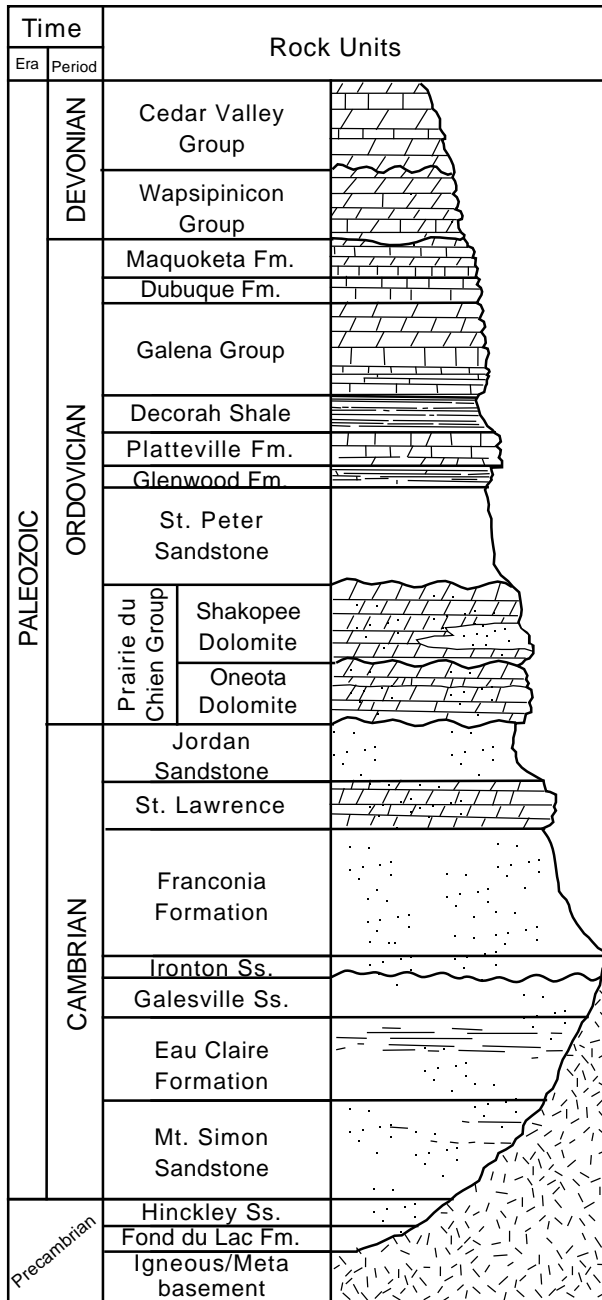 Time
Rock Units
Era
Period
PALEOZOIC
DEVONIAN
Cedar Valley
Group
Wapsipinicon
Group
ORDOVICIAN
Maquoketa Fm.
Dubuque Fm.
Galena Group
Decorah Shale
Platteville Fm.
Glenwood Fm.
St. Peter
Sandstone
Prairie du
Chien Group
Shakopee
Dolomite
Oneota
Dolomite
CAMBRIAN
Jordan
Sandstone
St. Lawrence
Franconia
Formation
Ironton Ss.
Galesville Ss.
Eau Claire
Formation
Mt. Simon
Sandstone
Precambrian
Hinckley Ss.
Fond du Lac Fm.
Igneous/Meta
basement